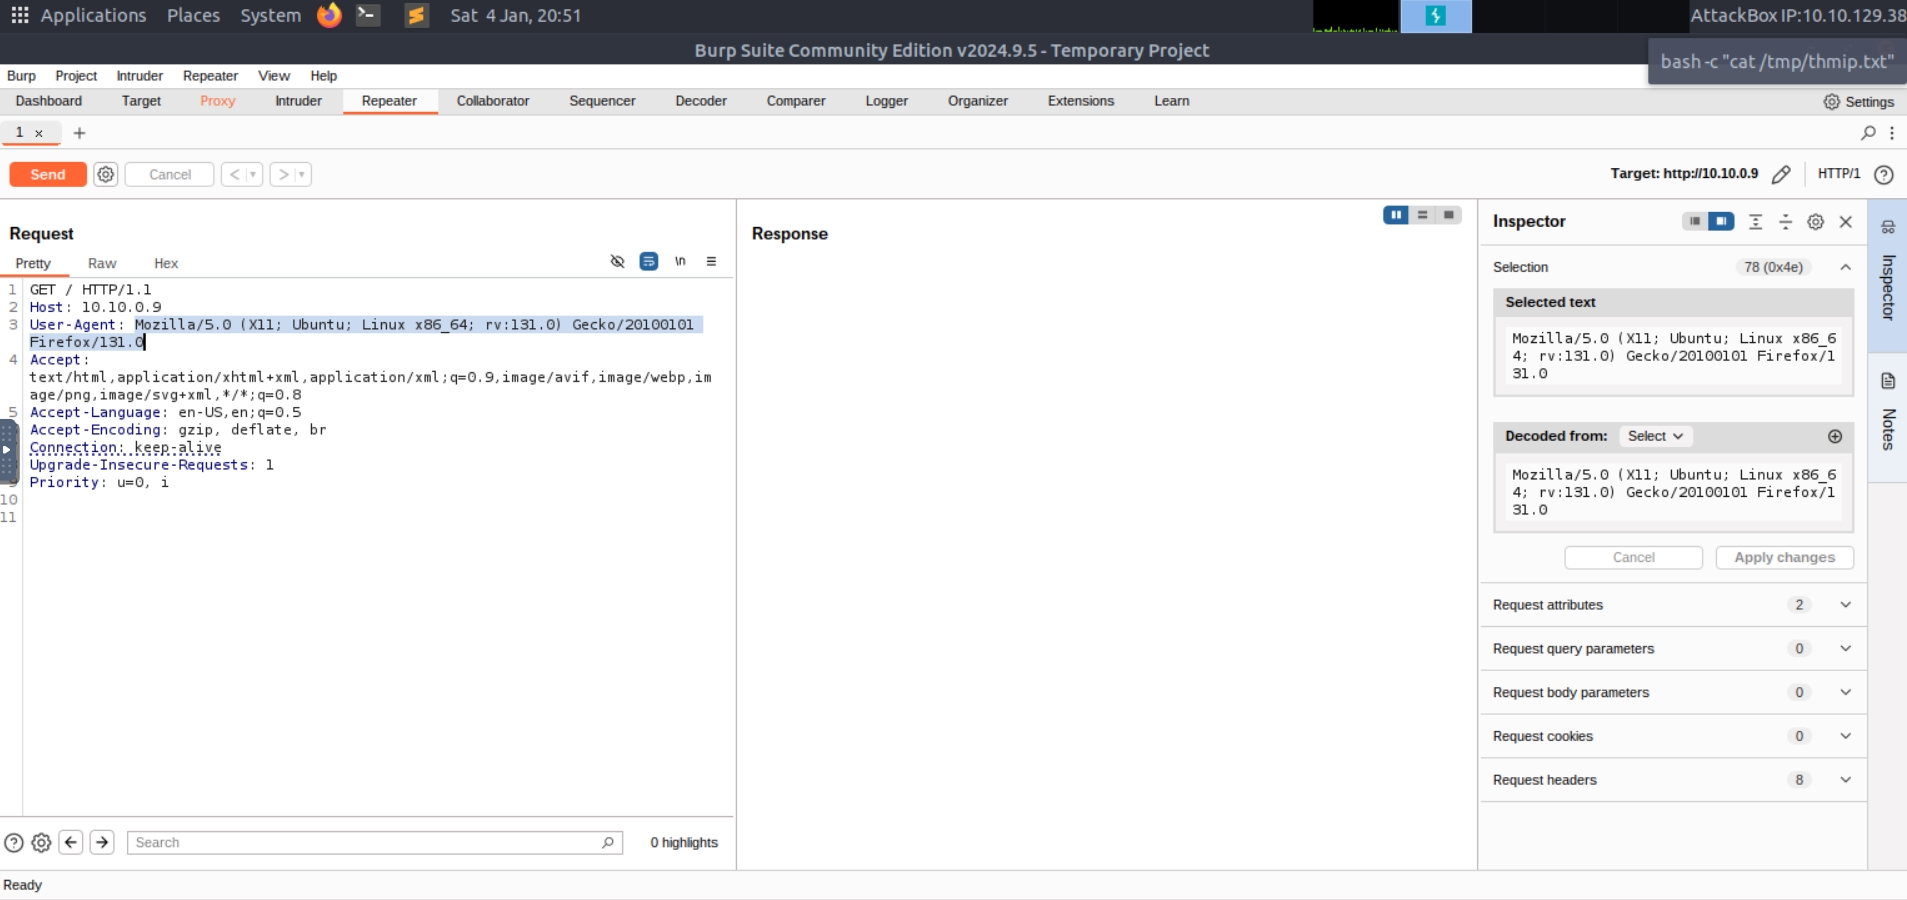 Applications Places System Sat 4 Jan, 20:51 AttackBox IP:10.10.129.38
Burp Suite Community Edition v2024.9.5 - Temporary Project
bash -c "cat /tmp/thmip.txt"
Burp Project Intruder Repeater View Help
Dashboard Target Proxy Intruder Repeater Collaborator Sequencer Decoder Comparer Logger Organizer Extensions Learn Settings
1 × +
Send Cancel < > Target: http://10.10.0.9 HTTP/1 ?
Request
Pretty Raw Hex \n
1 GET / HTTP/1.1
2 Host: 10.10.0.9
3 User-Agent: Mozilla/5.0 (X11; Ubuntu; Linux x86_64; rv:131.0) Gecko/20100101
Firefox/131.0
4 Accept:
text/html,application/xhtml+xml,application/xml;q=0.9,image/avif,image/webp,im
age/png,image/svg+xml,*/*;q=0.8
5 Accept-Language: en-US,en;q=0.5
Accept-Encoding: gzip, deflate, br
Connection: keep-alive
Upgrade-Insecure-Requests: 1
Priority: u=0, i
10
11
? Search 0 highlights
Ready
Response
Inspector
Selection 78 (0x4e)
Selected text
Mozilla/5.0 (X11; Ubuntu; Linux x86_6
4; rv:131.0) Gecko/20100101 Firefox/1
31.0
Decoded from: Select
Mozilla/5.0 (X11; Ubuntu; Linux x86_6
4; rv:131.0) Gecko/20100101 Firefox/1
31.0
Cancel Apply changes
Request attributes 2
Request query parameters 0
Request body parameters 0
Request cookies 0
Request headers 8
Inspector
Notes